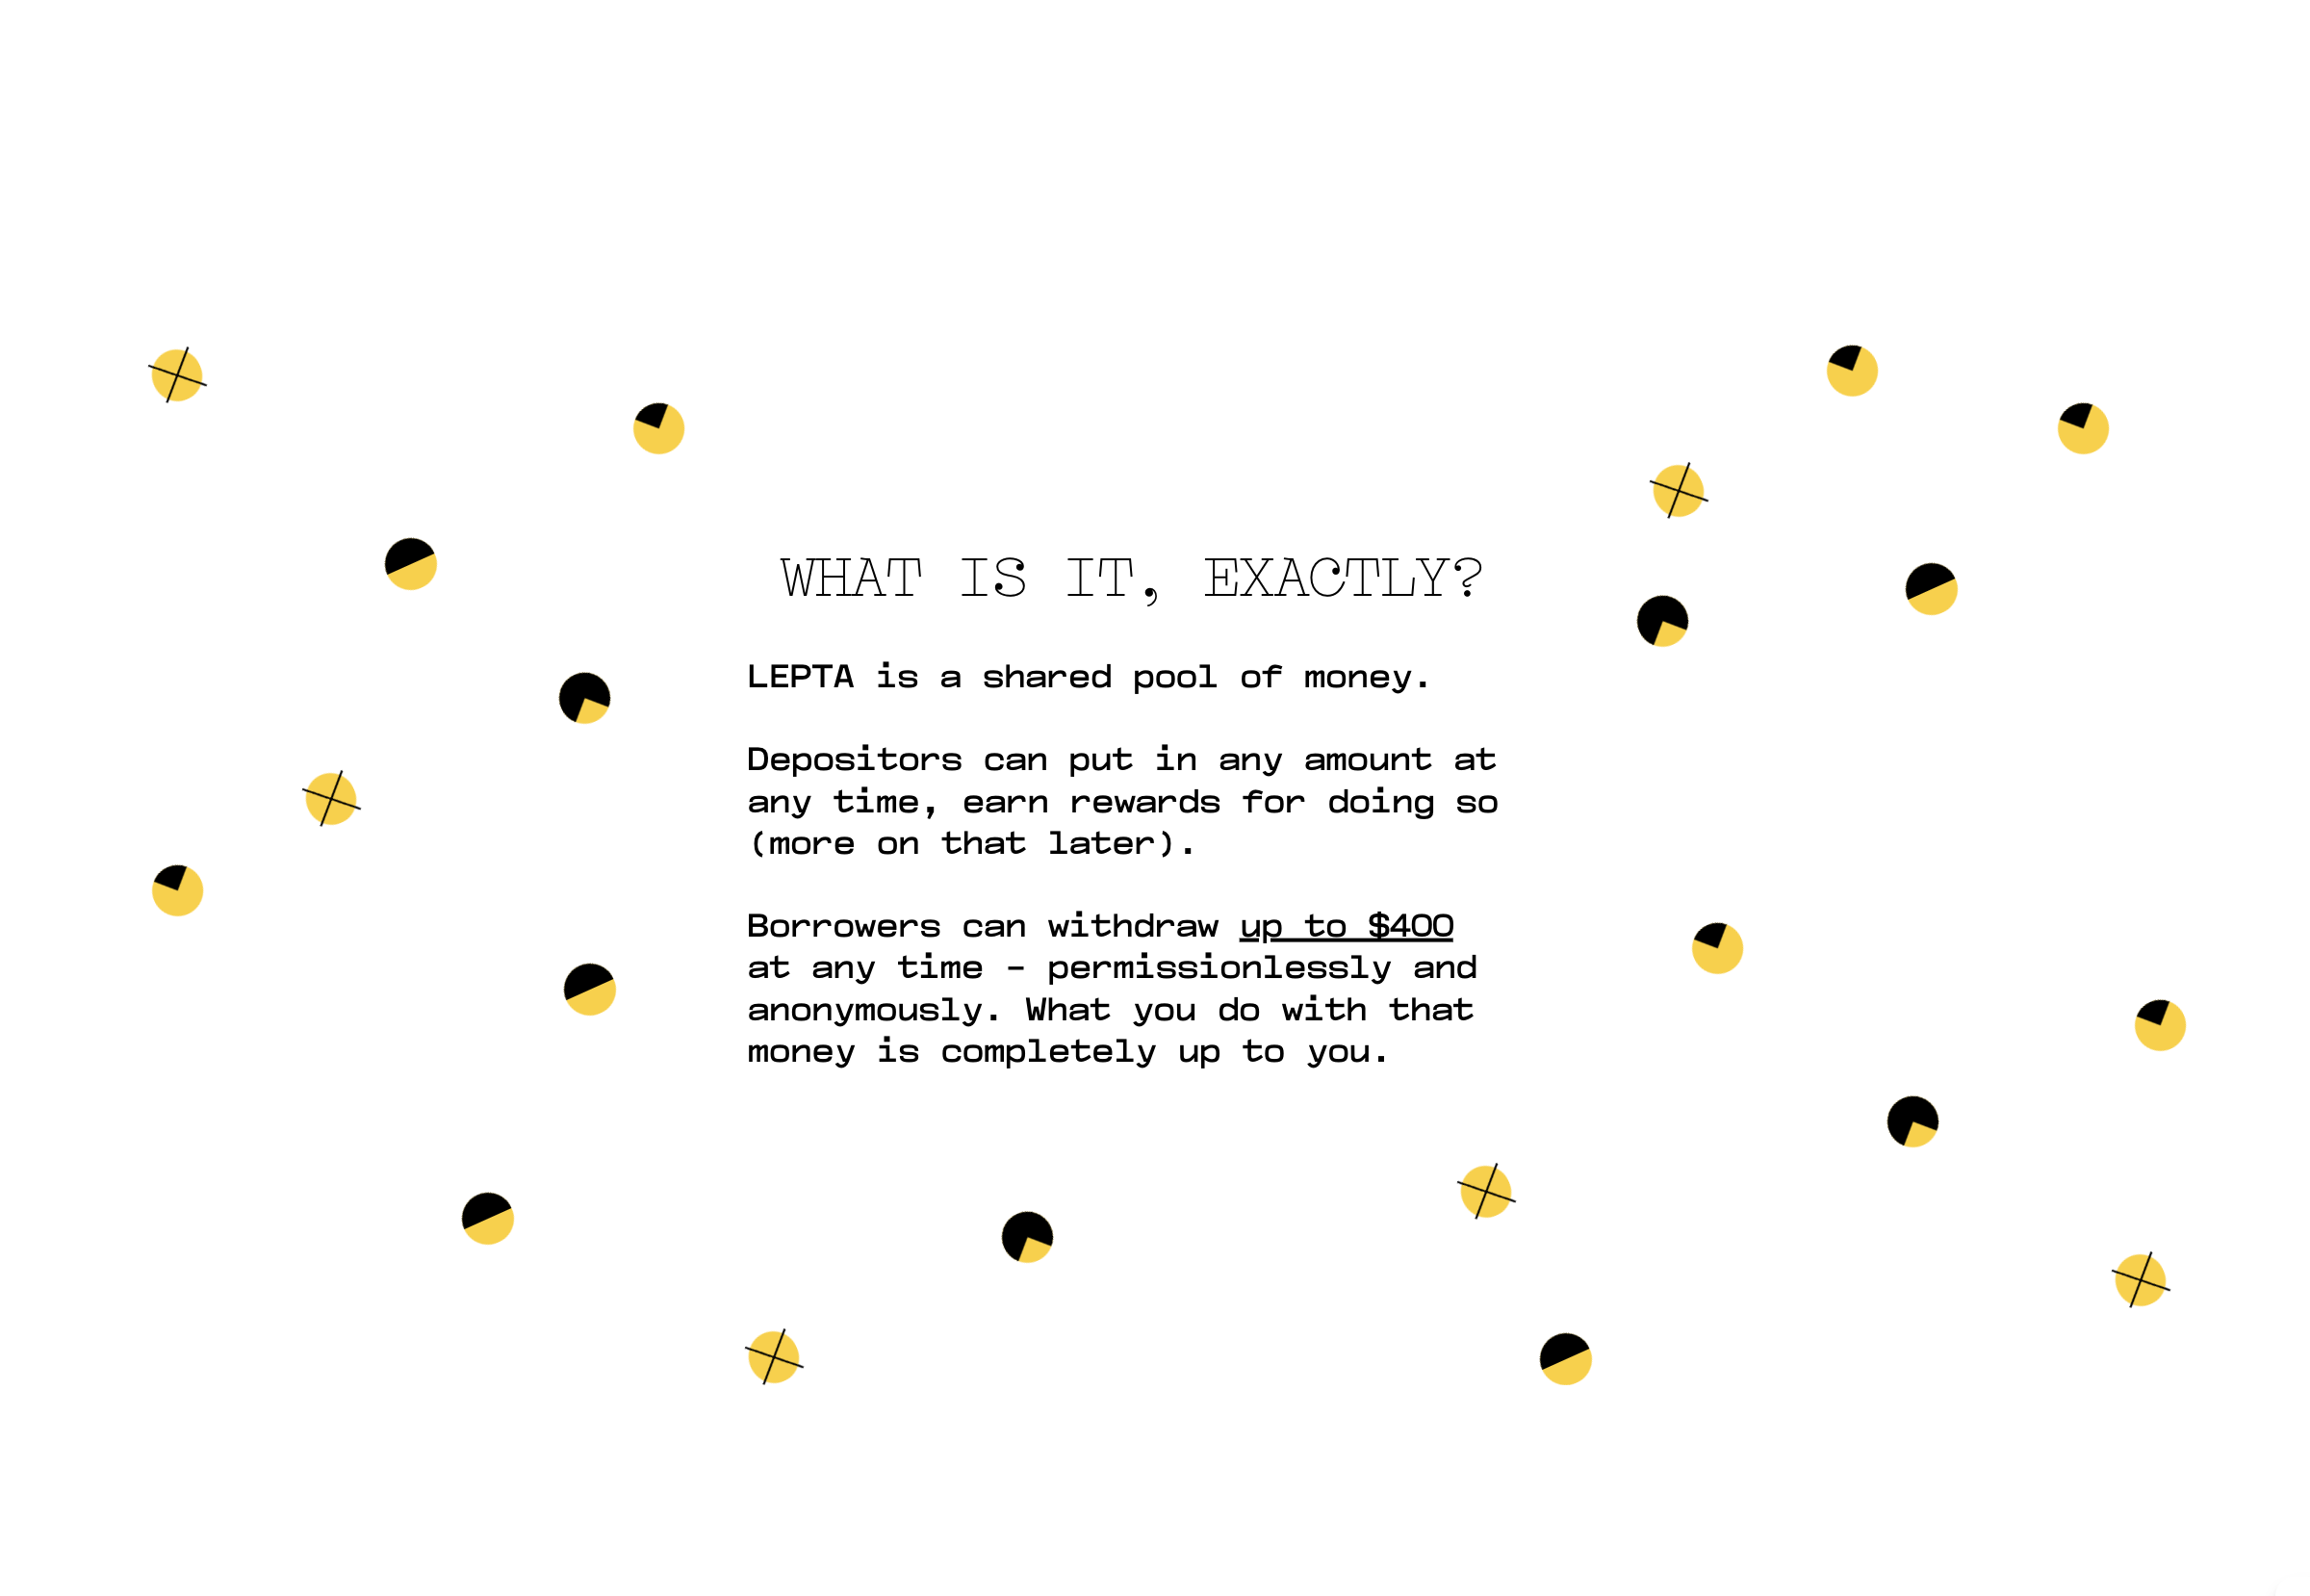 WHAT IS IT, EXACTLY?
LEPTA is a shared pool of money.
Depositors can put in any amount at
any time, earn rewards for doing so
(more on that later).
Borrowers can withdraw up to $400
at any time – permissionlessly and
anonymously. What you do with that
money is completely up to you.